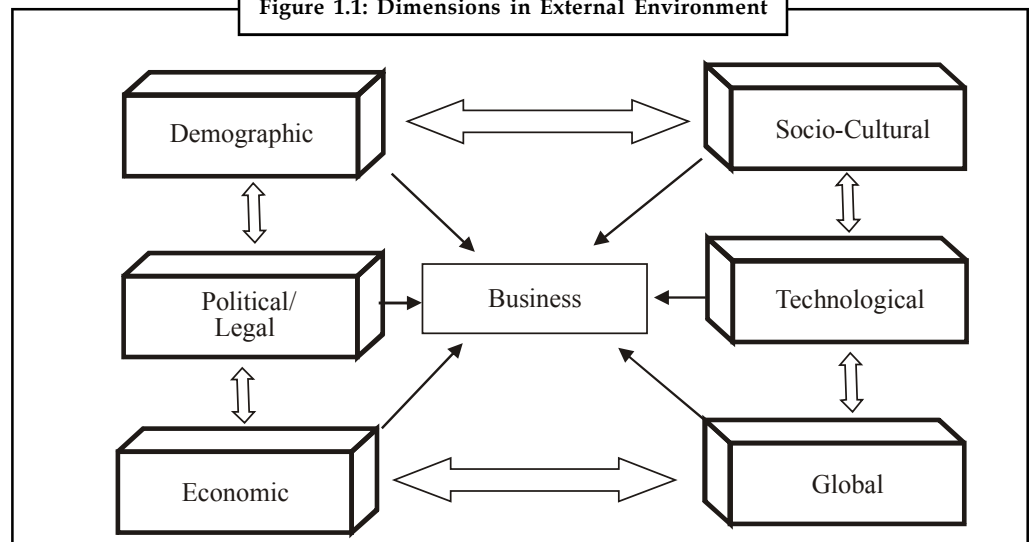 Figure 1.1: Dimensions in External Environment
Demographic
Socio-Cultural
Political/
Legal
Business
Technological
Economic
Global